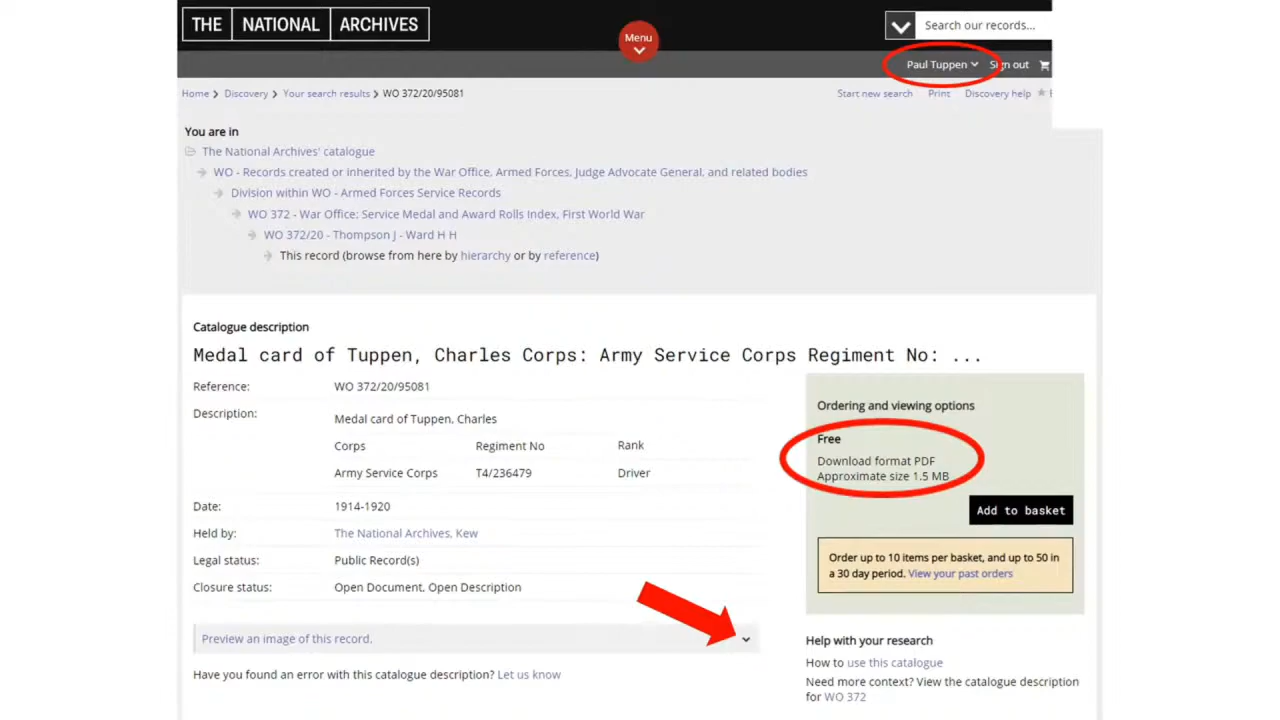 THE NATIONAL ARCHIVES
Menu
Search our records...
Paul Tuppen Sign out
Home Discovery Your search results WO 372/20/95081
Start new search Print Discovery help
You are in
The National Archives' catalogue
WO - Records created or inherited by the War Office, Armed Forces, Judge Advocate General, and related bodies
Division within WO - Armed Forces Service Records
WO 372 - War Office: Service Medal and Award Rolls Index, First World War
WO 372/20 - Thompson J - Ward H H
This record (browse from here by hierarchy or by reference)
Catalogue description
Medal card of Tuppen, Charles Corps: Army Service Corps Regiment No: ...
Reference: WO 372/20/95081
Description: Medal card of Tuppen, Charles
Corps Regiment No Rank
Army Service Corps T4/236479 Driver
Date: 1914-1920
Held by: The National Archives, Kew
Legal status: Public Record(s)
Closure status: Open Document, Open Description
Preview an image of this record.
Have you found an error with this catalogue description? Let us know
Ordering and viewing options
Free
Download format PDF
Approximate size 1.5 MB
Add to basket
Order up to 10 items per basket, and up to 50 in
a 30 day period. View your past orders
Help with your research
How to use this catalogue
Need more context? View the catalogue description
for WO 372